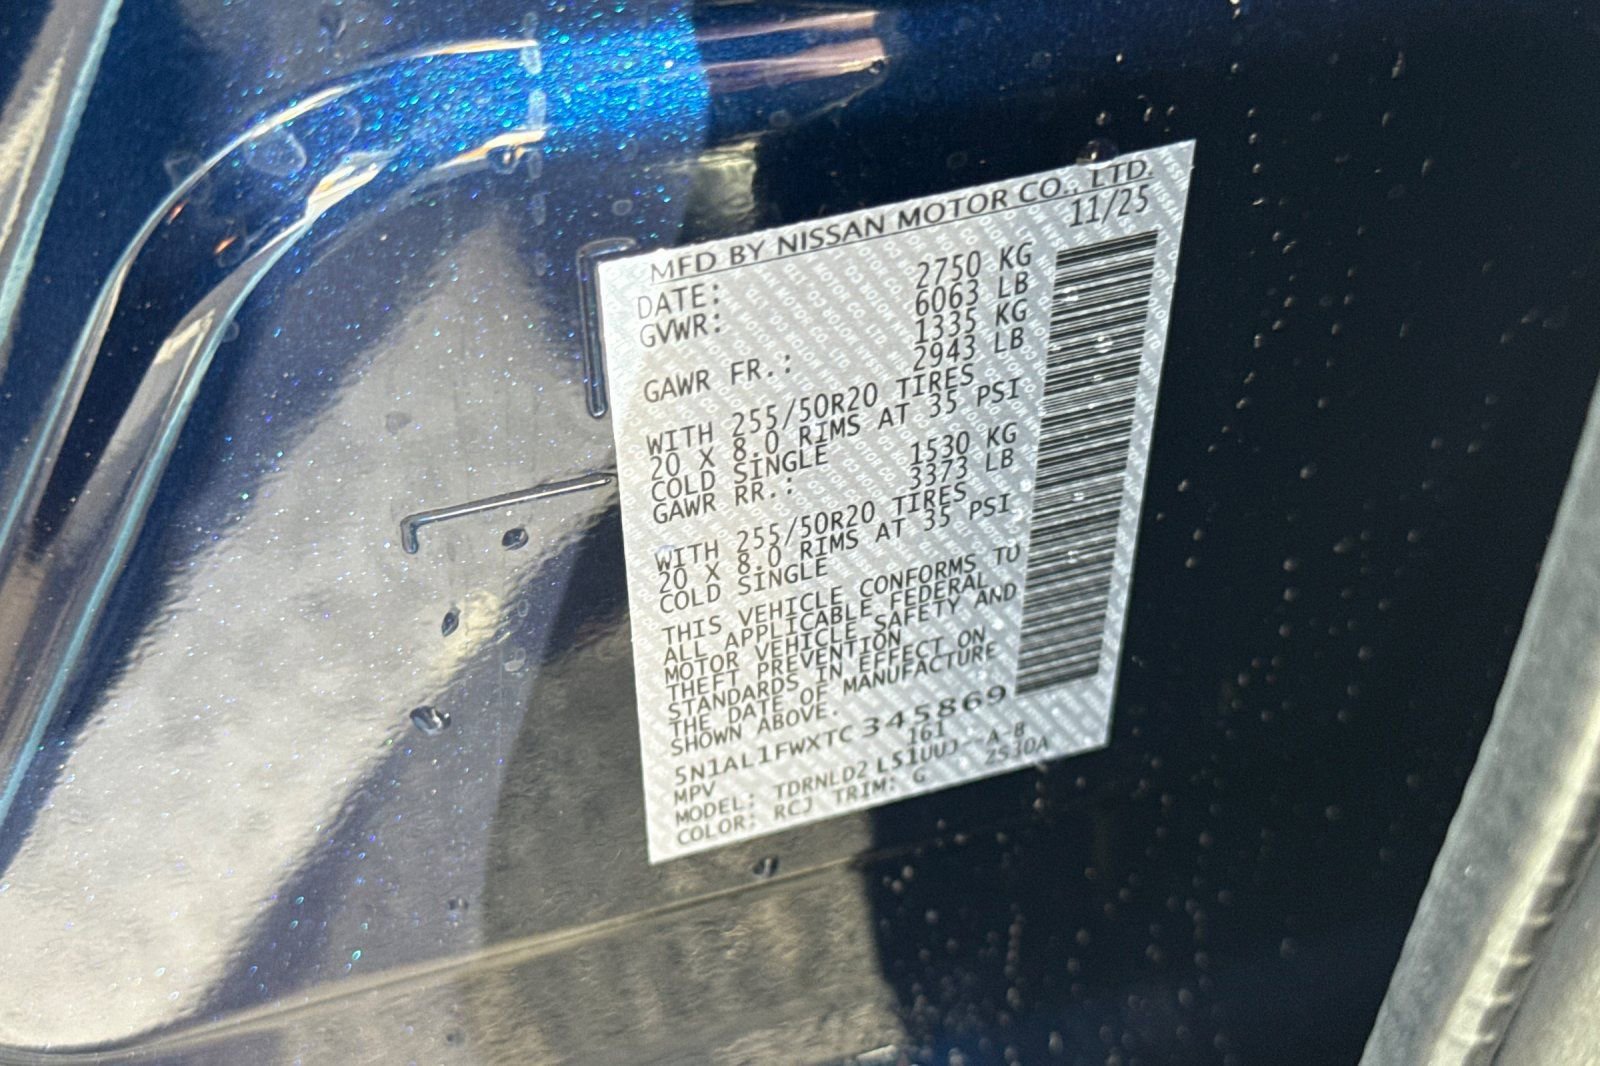 MFD BY NISSAN MOTOR CO., LTD.
DATE: 11/25
GVWR: 2750 KG
6063 LB
GAWR FR.: 1335 KG
2943 LB
WITH 255/50R20 TIRES
20 X 8.0 RIMS AT 35 PSI
COLD SINGLE
GAWR RR.: 1530 KG
3373 LB
WITH 255/50R20 TIRES
20 X 8.0 RIMS AT 35 PSI
COLD SINGLE
THIS VEHICLE CONFORMS TO
ALL APPLICABLE FEDERAL
MOTOR VEHICLE SAFETY AND
THEFT PREVENTION
STANDARDS IN EFFECT ON
THE DATE OF MANUFACTURE
SHOWN ABOVE.
5N1AL1FWXTC345869
MPV 161
MODEL: TDRNLD2 L51UUJ-A-B
COLOR: RCJ TRIM: G 2S30A